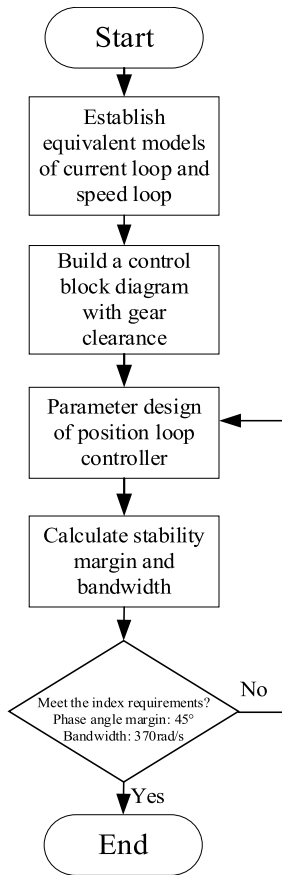 Start
Establish
equivalent models
of current loop and
speed loop
Build a control
block diagram
with gear
clearance
Parameter design
of position loop
controller
Calculate stability
margin and
bandwidth
Meet the index requirements?
Phase angle margin: 45°
Bandwidth: 370rad/s
No
Yes
End